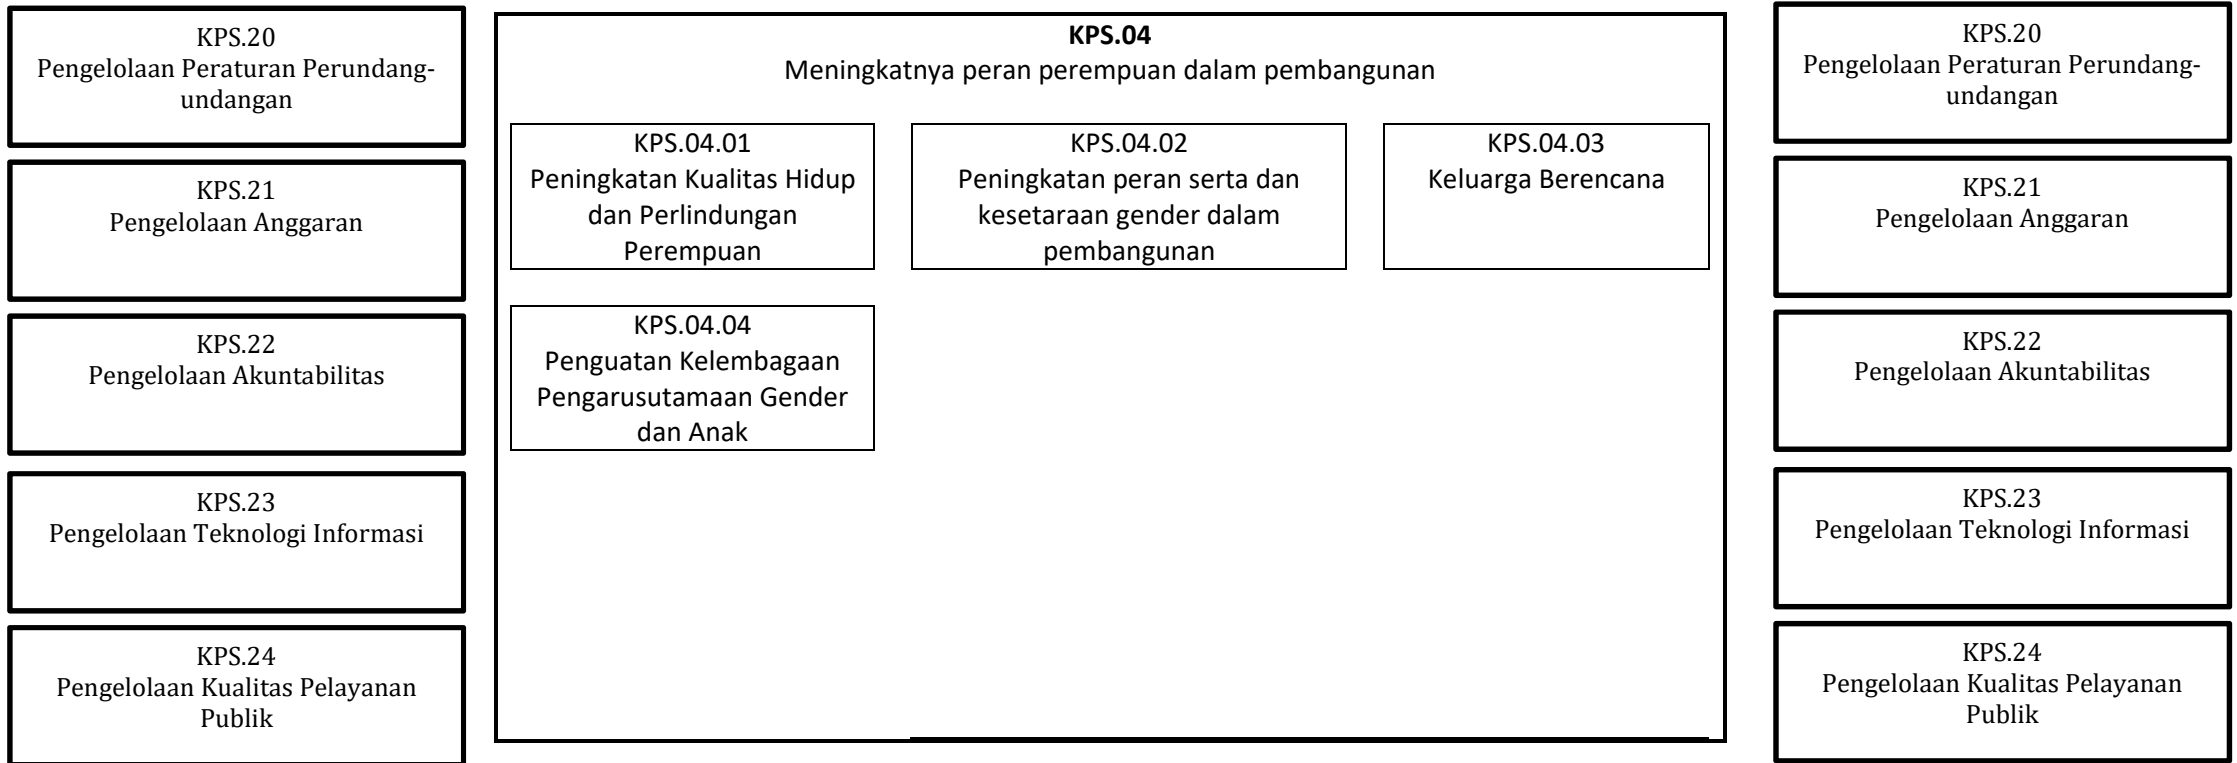 KPS.20
Pengelolaan Peraturan Perundang-
undangan
KPS.21
Pengelolaan Anggaran
KPS.22
Pengelolaan Akuntabilitas
KPS.23
Pengelolaan Teknologi Informasi
KPS.24
Pengelolaan Kualitas Pelayanan
Publik
KPS.04
Meningkatnya peran perempuan dalam pembangunan
KPS.04.01
Peningkatan Kualitas Hidup
dan Perlindungan
Perempuan
KPS.04.02
Peningkatan peran serta dan
kesetaraan gender dalam
pembangunan
KPS.04.03
Keluarga Berencana
KPS.04.04
Penguatan Kelembagaan
Pengarusutamaan Gender
dan Anak
KPS.20
Pengelolaan Peraturan Perundang-
undangan
KPS.21
Pengelolaan Anggaran
KPS.22
Pengelolaan Akuntabilitas
KPS.23
Pengelolaan Teknologi Informasi
KPS.24
Pengelolaan Kualitas Pelayanan
Publik